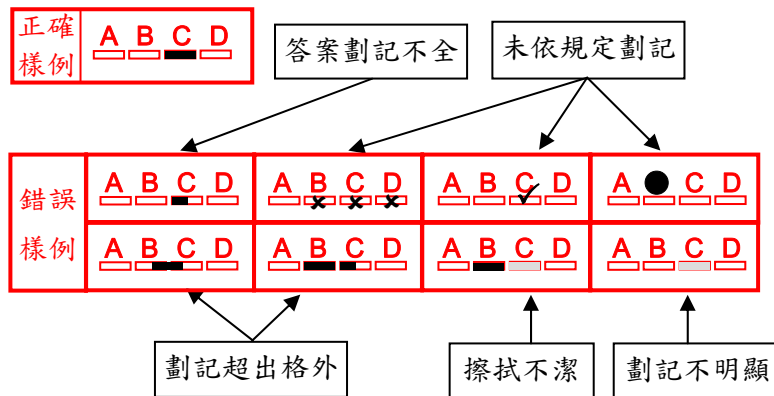 正確
樣例
A B C D
答案劃記不全
未依規定劃記
錯誤
樣例
A B C D
A B C D
A B C D
A C D
A B C D
A B C D
A B C D
A B C D
劃記超出格外
擦拭不潔
劃記不明顯